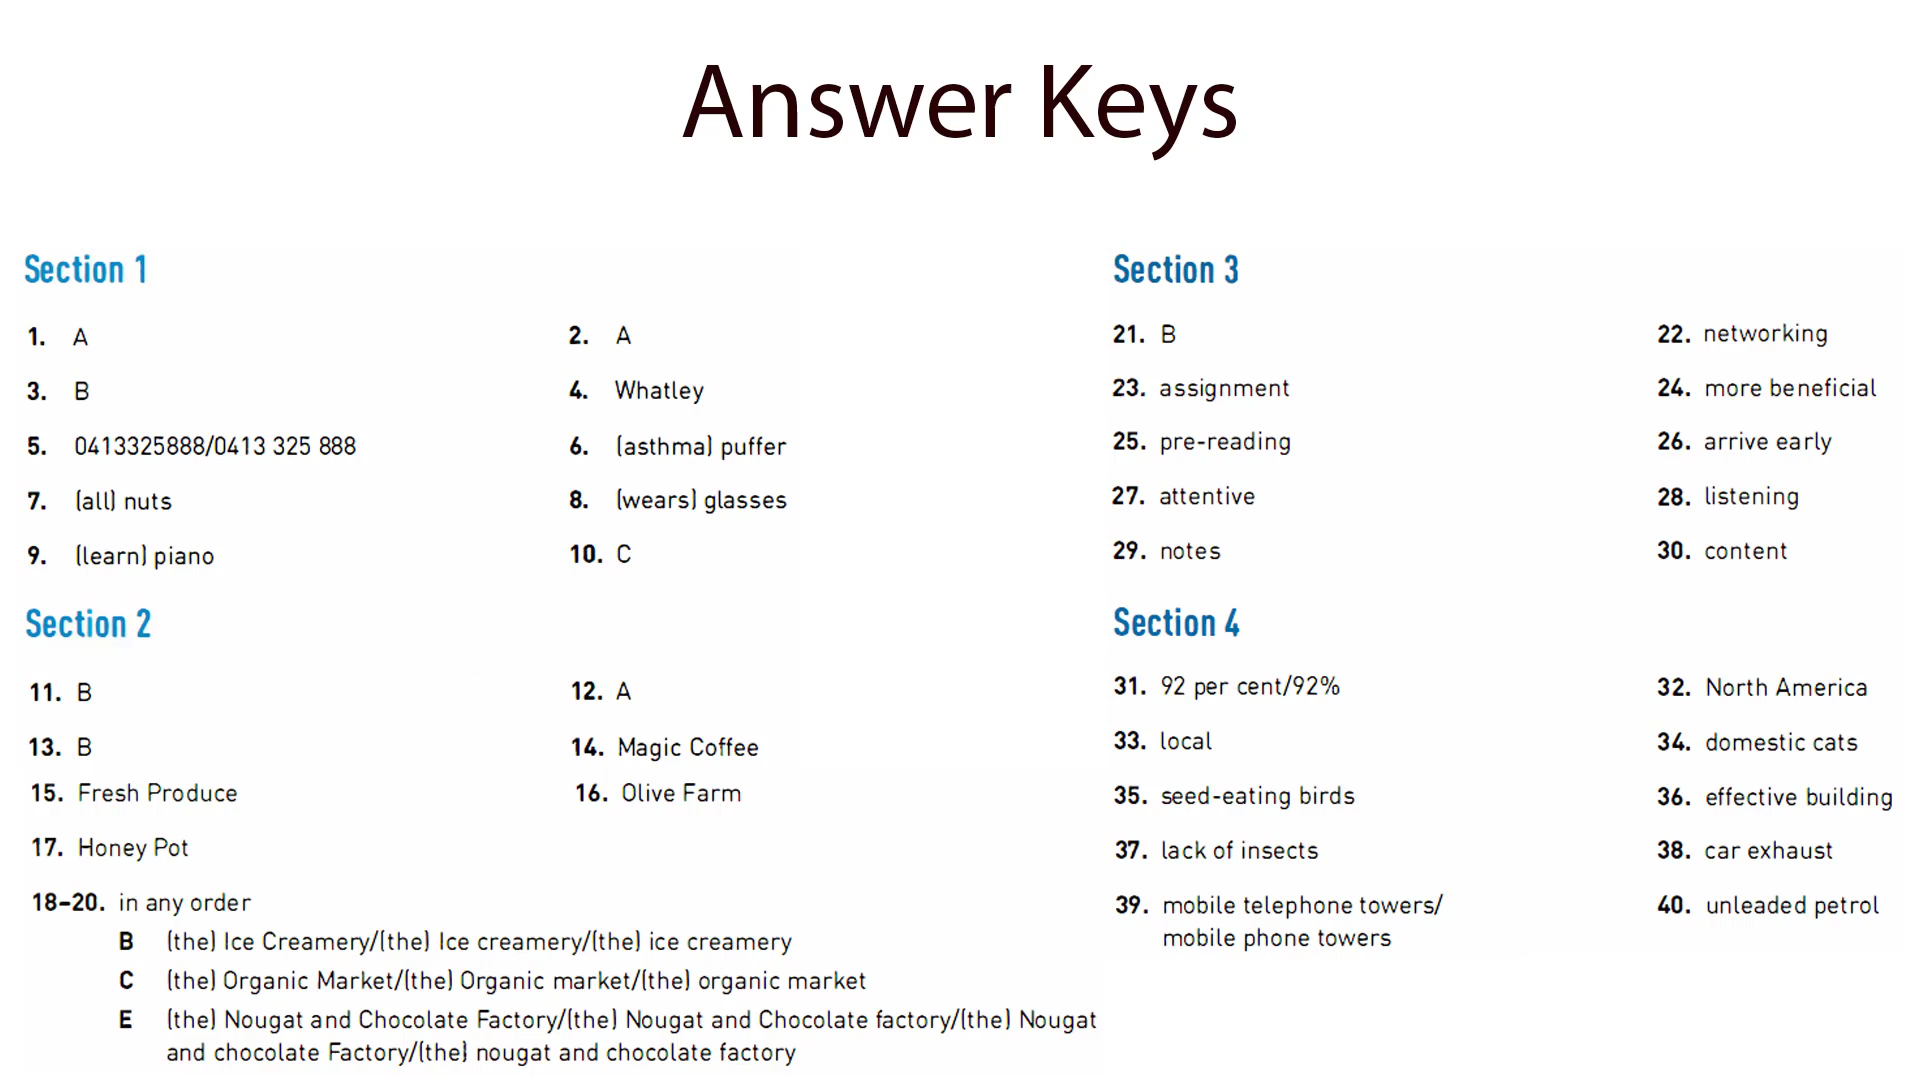 Answer Keys
Section 1
1. A
2. A
3. B
4. Whatley
5. 0413325888/0413 325 888
6. (asthma) puffer
7. (all) nuts
8. (wears) glasses
9. (learn) piano
10. C
Section 2
11. B
12. A
13. B
14. Magic Coffee
15. Fresh Produce
16. Olive Farm
17. Honey Pot
18–20. in any order
B (the) Ice Creamery/(the) Ice creamery/(the) ice creamery
C (the) Organic Market/(the) Organic market/(the) organic market
E (the) Nougat and Chocolate Factory/(the) Nougat and Chocolate factory/(the) Nougat
and chocolate Factory/(the) nougat and chocolate factory
Section 3
21. B
22. networking
23. assignment
24. more beneficial
25. pre-reading
26. arrive early
27. attentive
28. listening
29. notes
30. content
Section 4
31. 92 per cent/92%
32. North America
33. local
34. domestic cats
35. seed-eating birds
36. effective building
37. lack of insects
38. car exhaust
39. mobile telephone towers/
mobile phone towers
40. unleaded petrol